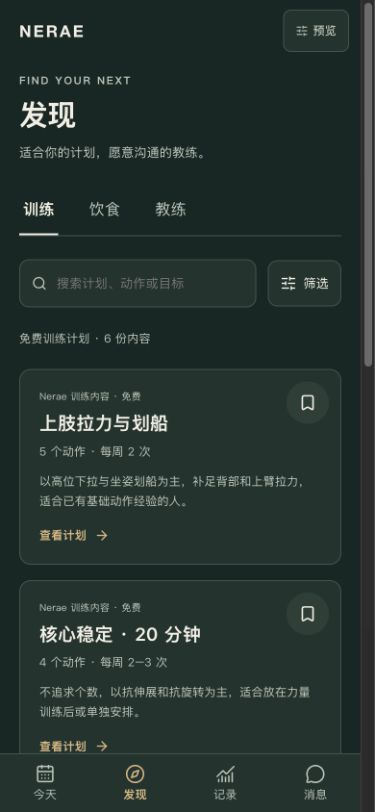 NERAE
预览
FIND YOUR NEXT
发现
适合你的计划，愿意沟通的教练。
训练
饮食
教练
搜索计划、动作或目标
筛选
免费训练计划 · 6 份内容
Nerae 训练内容 · 免费
上肢拉力与划船
5 个动作 · 每周 2 次
以高位下拉与坐姿划船为主，补足背部和上臂拉力，
适合已有基础动作经验的人。
查看计划 →
Nerae 训练内容 · 免费
核心稳定 · 20 分钟
4 个动作 · 每周 2–3 次
不追求个数，以抗伸展和抗旋转为主，适合放在力量
训练后或单独安排。
查看计划 →
今天
发现
记录
消息